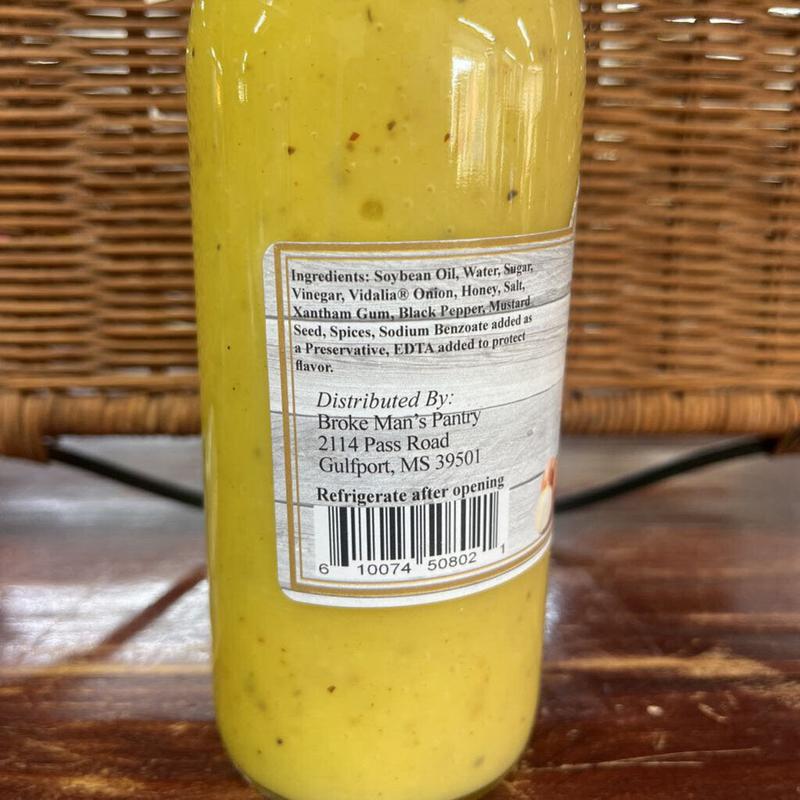 Ingredients: Soybean Oil, Water, Sugar,
Vinegar, Vidalia® Onion, Honey, Salt,
Xantham Gum, Black Pepper, Mustard
Seed, Spices, Sodium Benzoate added as
a Preservative, EDTA added to protect
flavor.
Distributed By:
Broke Man's Pantry
2114 Pass Road
Gulfport, MS 39501
Refrigerate after opening
6 10074 50802 1